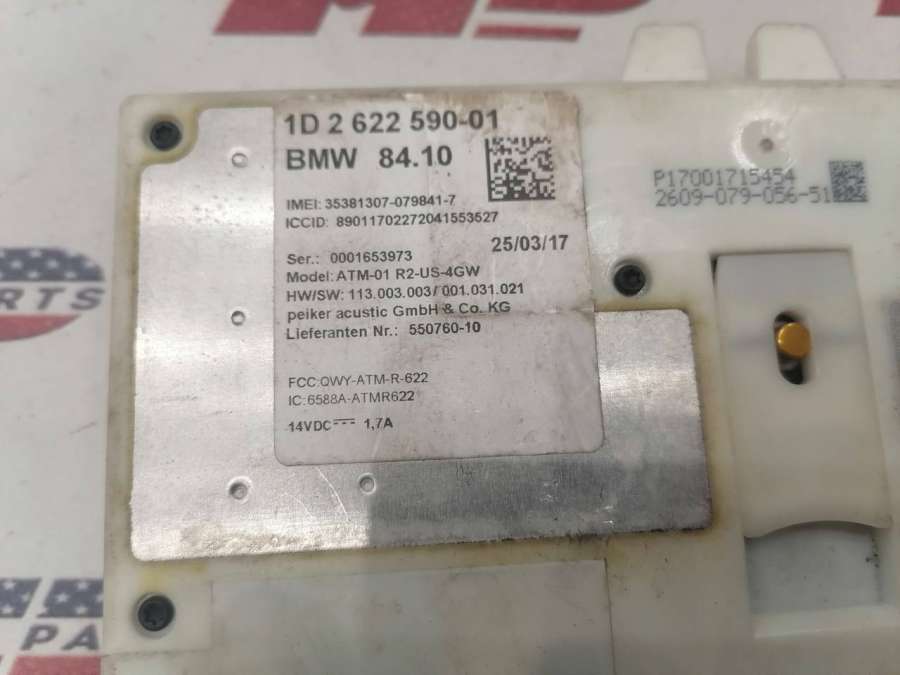 1D 2 622 590-01
BMW 84.10
IMEI: 35381307-079841-7
ICCID: 89011702272041553527
25/03/17
Ser.: 0001653973
Model: ATM-01 R2-US-4GW
HW/SW: 113.003.003/ 001.031.021
peiker acustic GmbH & Co. KG
Lieferanten Nr.: 550760-10
FCC:QWY-ATM-R-622
IC:6588A-ATMR622
14VDC 1,7A
P17001715454
2609-079-056-51
ARTS
PA